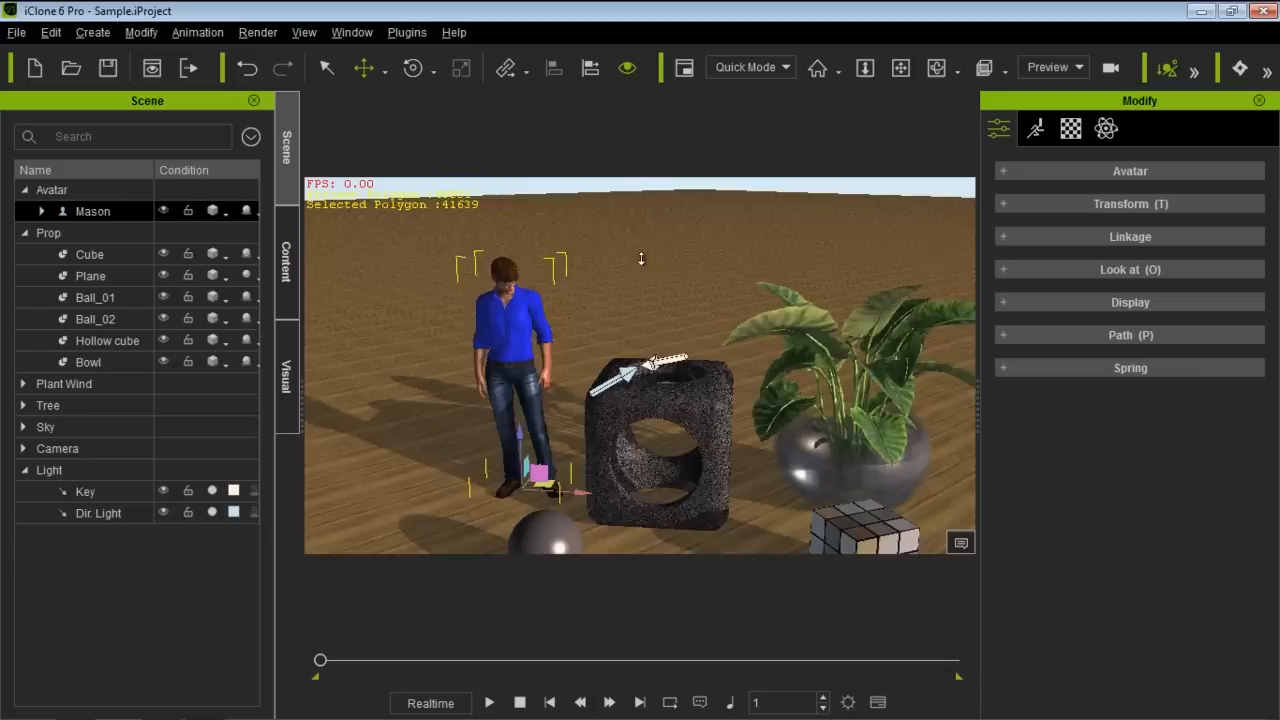 iClone 6 Pro - Sample.iProject
File Edit Create Modify Animation Render View Window Plugins Help
Quick Mode
Preview
Scene
Search
Name Condition
Avatar
Mason
Prop
Cube
Plane
Ball_01
Ball_02
Hollow cube
Bowl
Plant Wind
Tree
Sky
Camera
Light
Key
Dir. Light
Scene
Content
Visual
FPS: 0.00
Selected Polygon :41639
Modify
Avatar
Transform (T)
Linkage
Look at (O)
Display
Path (P)
Spring
Realtime
1